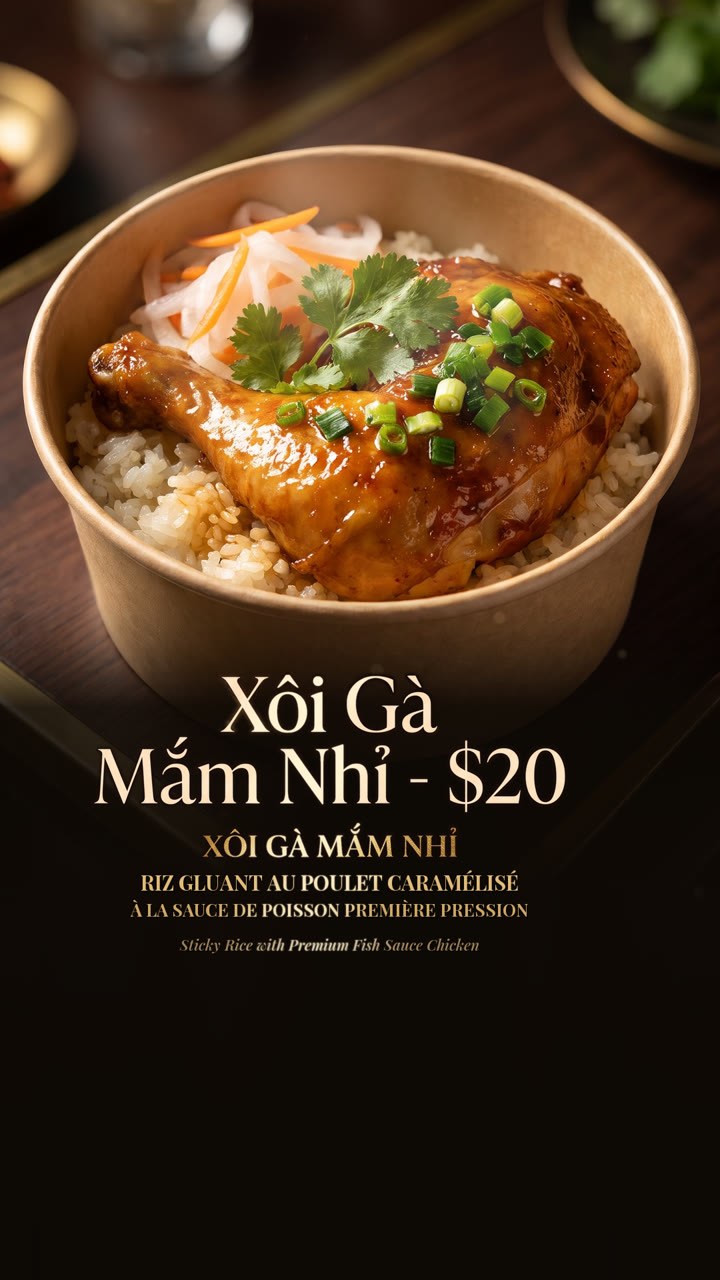 Xôi Gà
Mắm Nhỉ - $20
XÔI GÀ MẮM NHỈ
RIZ GLUANT AU POULET CARAMÉLISÉ
À LA SAUCE DE POISSON PREMIÈRE PRESSION
Sticky Rice with Premium Fish Sauce Chicken